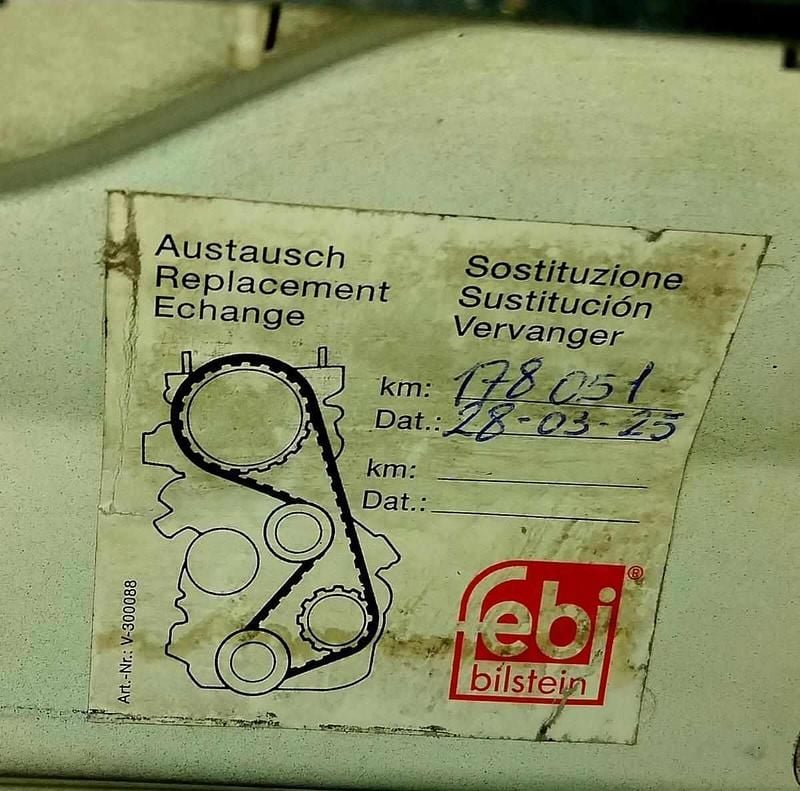 Austausch
Replacement
Echange
Sostituzione
Sustitución
Vervanger
km: 178 051
Dat.: 28-03-25
km:
Dat.:
Art.-Nr.: V-300088
febi®
bilstein